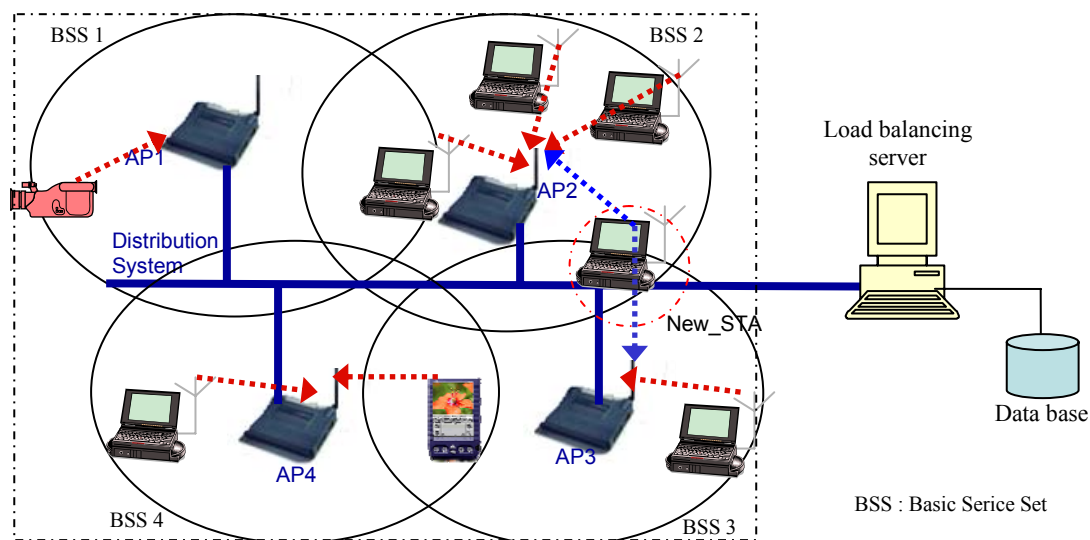 BSS 1
BSS 2
AP1
AP2
Load balancing
server
Distribution
System
New_STA
AP4
AP3
Data base
BSS 4
BSS 3
BSS : Basic Serice Set